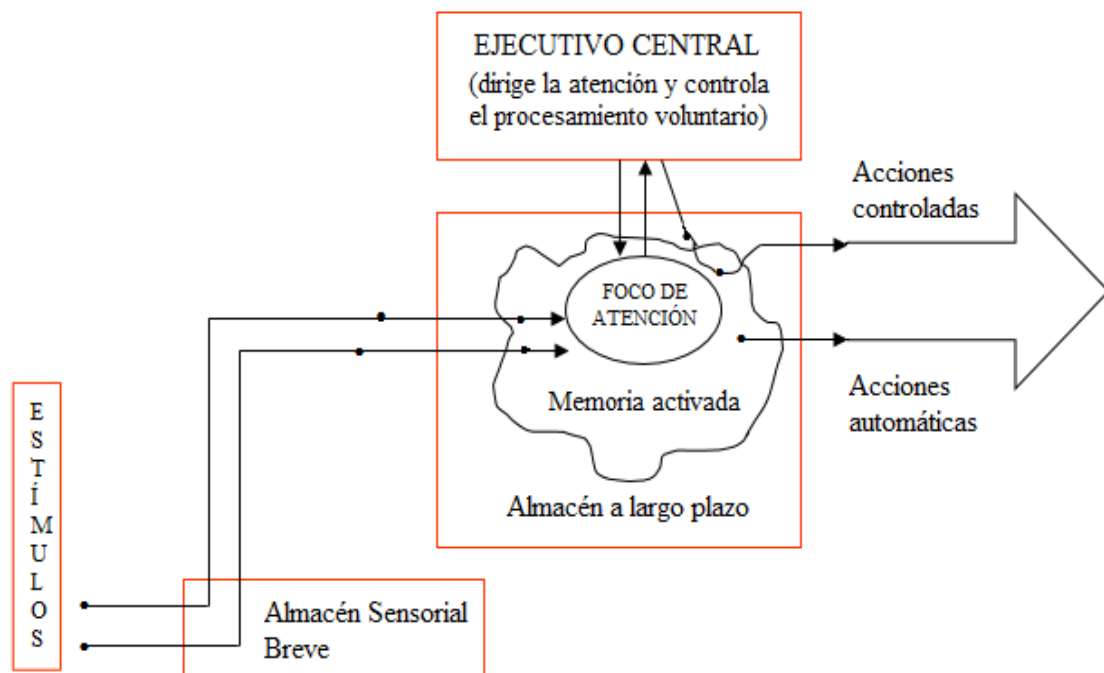 EJECUTIVO CENTRAL
(dirige la atención y controla
el procesamiento voluntario)
Acciones
controladas
FOCO DE
ATENCIÓN
Memoria activada
Acciones
automáticas
Almacén a largo plazo
ESTÍMULOS
Almacén Sensorial
Breve